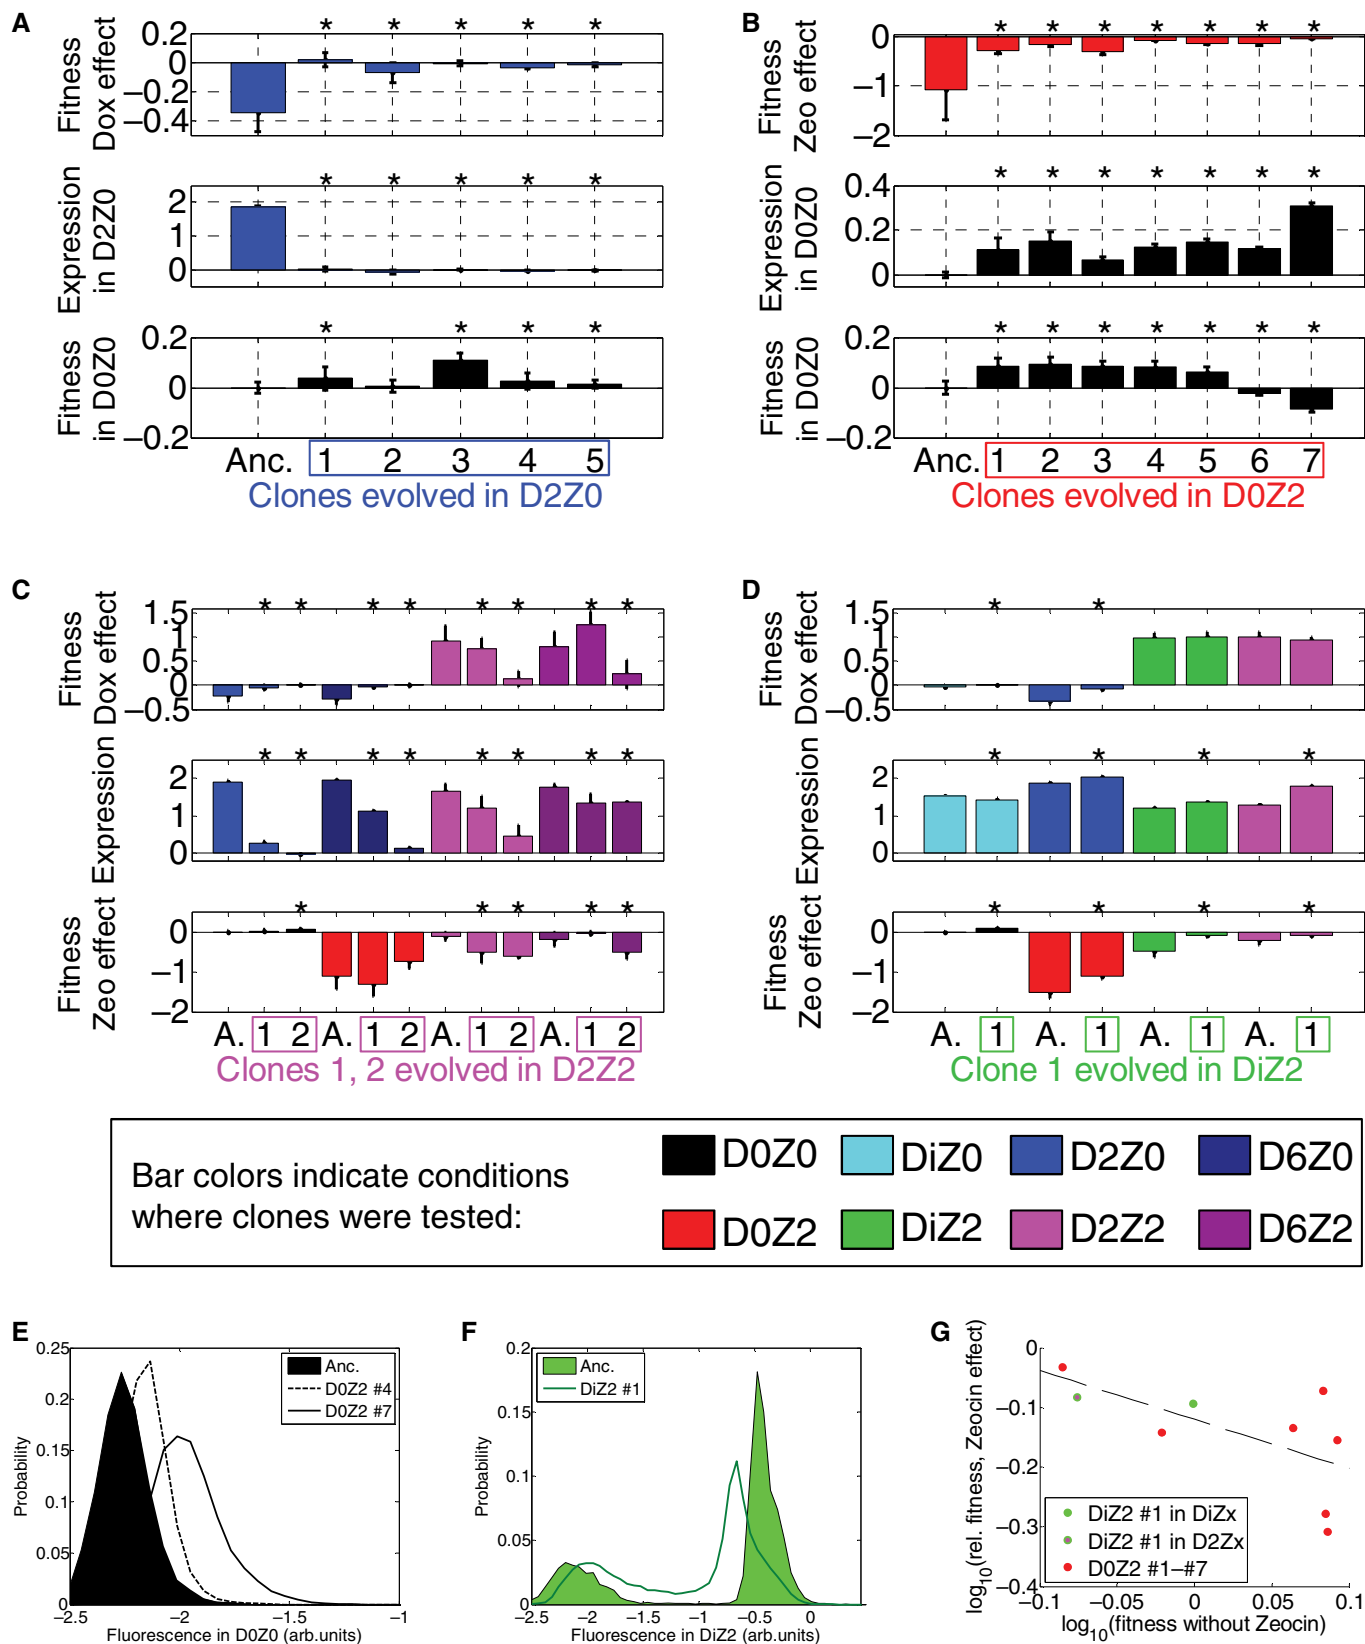 A
Fitness
Dox effect
0.2
0
−0.2
−0.4
* * * * *
Expression
in D2Z0
2
1
0
* * * * *
Fitness
in D0Z0
0.2
0
−0.2
* * * *
Anc. 1 2 3 4 5
Clones evolved in D2Z0
B
Fitness
Zeo effect
0
−1
−2
* * * * * * *
Expression
in D0Z0
0.4
0.2
0
* * * * * * *
Fitness
in D0Z0
0.2
0
−0.2
* * * * * * *
Anc. 1 2 3 4 5 6 7
Clones evolved in D0Z2
C
Fitness
Dox effect
1.5
1
0.5
0
−0.5
* * * * * * * *
Expression
2
1
0
* * * * * * * *
Fitness
Zeo effect
0
−1
−2
* * * * *
A. 1 2 A. 1 2 A. 1 2 A. 1 2
Clones 1, 2 evolved in D2Z2
D
Fitness
Dox effect
1.5
1
0.5
0
−0.5
* *
Expression
2
1
0
* * * *
Fitness
Zeo effect
0
−1
−2
* * * *
A. 1 A. 1 A. 1 A. 1
Clone 1 evolved in DiZ2
Bar colors indicate conditions
where clones were tested:
D0Z0 DiZ0 D2Z0 D6Z0
D0Z2 DiZ2 D2Z2 D6Z2
E
Probability
0.25
0.2
0.15
0.1
0.05
0
Anc.
D0Z2 #4
D0Z2 #7
−2.5 −2 −1.5 −1
Fluorescence in D0Z0 (arb.units)
F
Probability
0.2
0.15
0.1
0.05
0
Anc.
DiZ2 #1
−2.5 −2 −1.5 −1 −0.5 0
Fluorescence in DiZ2 (arb.units)
G
log10(rel. fitness, Zeocin effect)
0
−0.1
−0.2
−0.3
−0.4
DiZ2 #1 in DiZx
DiZ2 #1 in D2Zx
D0Z2 #1–#7
−0.1 −0.05 0 0.05 0.1
log10(fitness without Zeocin)